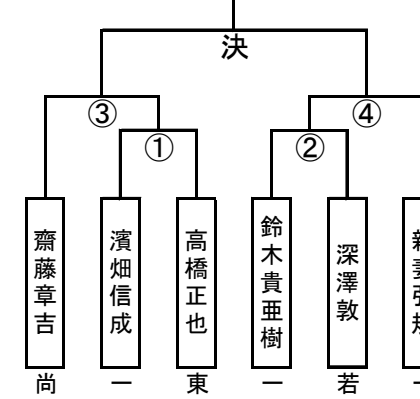 決
③
④
①
②
齋藤章吉
濱畑信成
高橋正也
鈴木貴亜樹
深澤敦
尚
一
東
一
若